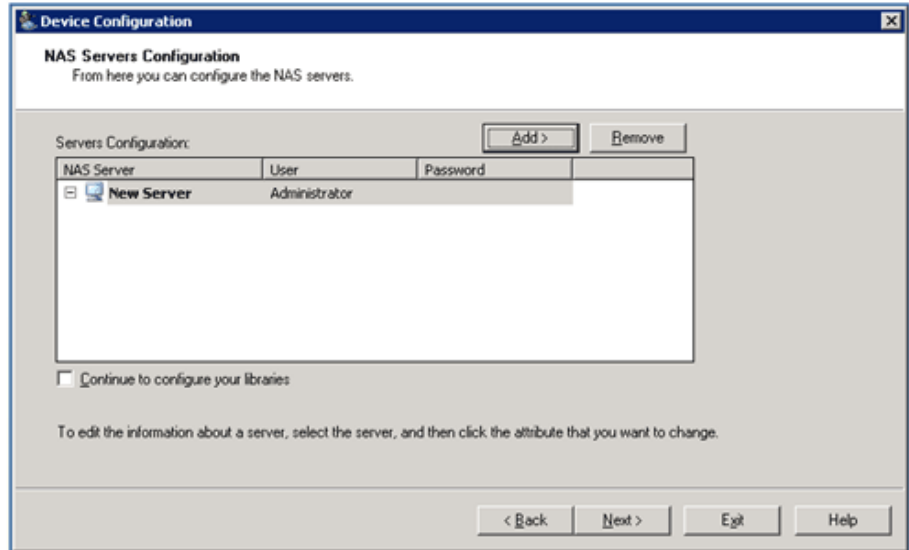 Device Configuration
NAS Servers Configuration
From here you can configure the NAS servers.
Servers Configuration:
Add >
Remove
NAS Server User Password
New Server Administrator
Continue to configure your libraries
To edit the information about a server, select the server, and then click the attribute that you want to change.
< Back Next > Exit Help